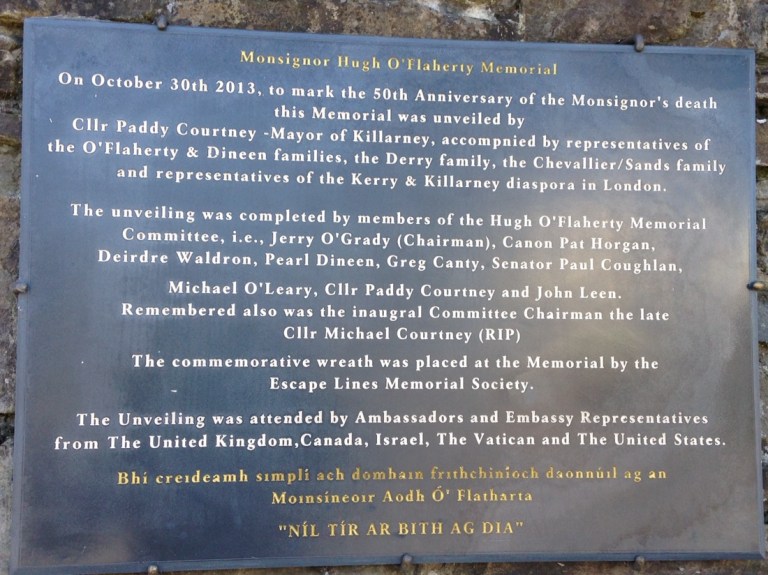 Monsignor Hugh O'Flaherty Memorial
On October 30th 2013, to mark the 50th Anniversary of the Monsignor's death
this Memorial was unveiled by
Cllr Paddy Courtney -Mayor of Killarney, accompnied by representatives of
the O'Flaherty & Dineen families, the Derry family, the Chevallier/Sands family
and representatives of the Kerry & Killarney diaspora in London.
The unveiling was completed by members of the Hugh O'Flaherty Memorial
Committee, i.e., Jerry O'Grady (Chairman), Canon Pat Horgan,
Deirdre Waldron, Pearl Dineen, Greg Canty, Senator Paul Coughlan,
Michael O'Leary, Cllr Paddy Courtney and John Leen.
Remembered also was the inaugral Committee Chairman the late
Cllr Michael Courtney (RIP)
The commemorative wreath was placed at the Memorial by the
Escape Lines Memorial Society.
The Unveiling was attended by Ambassadors and Embassy Representatives
from The United Kingdom,Canada, Israel, The Vatican and The United States.
Bhí creideamh simplí ach domhain frithchiníoch daonnúil ag an
Moinsineoir Aodh Ó' Flatharta
"NÍL TÍR AR BITH AG DIA"